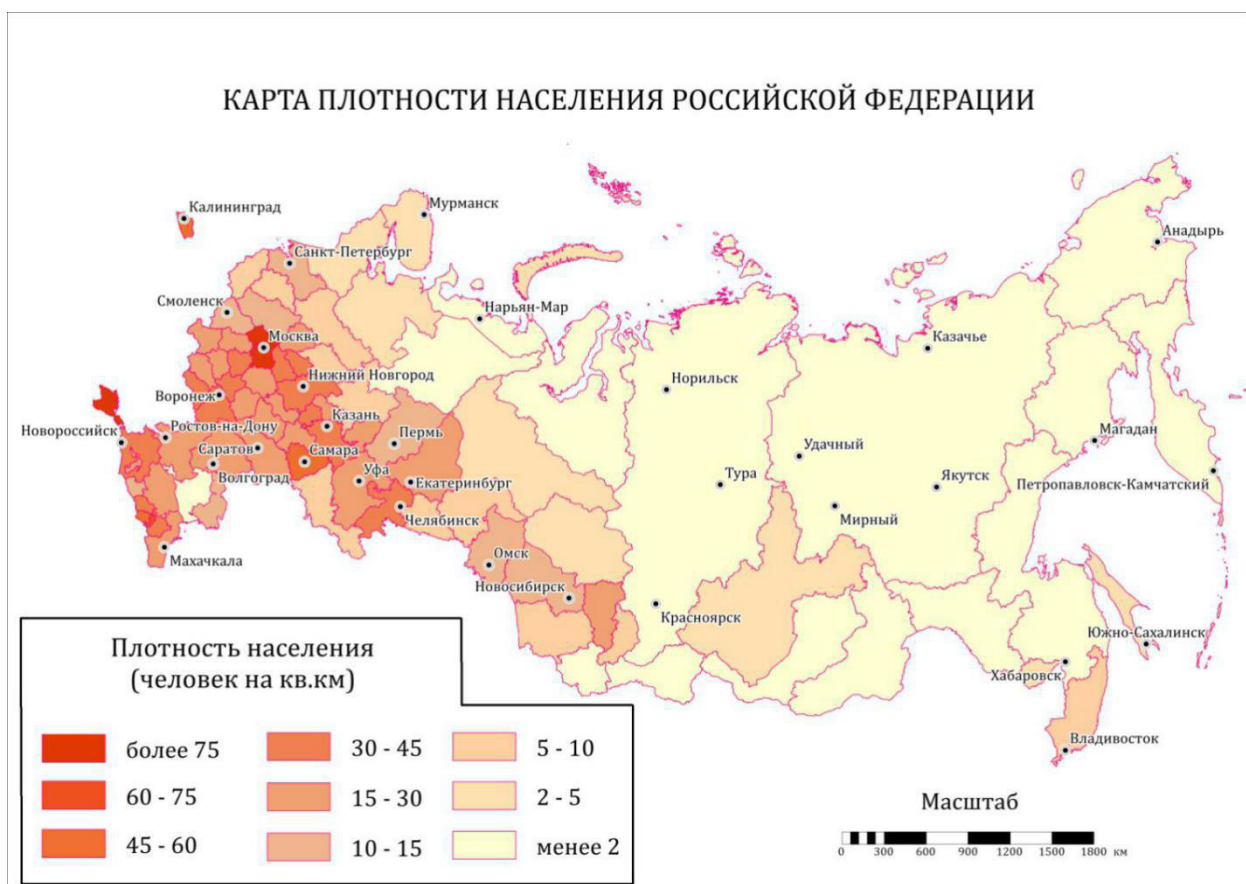 КАРТА ПЛОТНОСТИ НАСЕЛЕНИЯ РОССИЙСКОЙ ФЕДЕРАЦИИ
Калининград
Мурманск
Анадырь
Санкт-Петербург
Смоленск
Нарьян-Мар
Москва
Казачье
Нижний Новгород
Норильск
Воронеж
Казань
Новороссийск
Ростов-на-Дону
Пермь
Магадан
Саратов
Самара
Удачный
Уфа
Волгоград
Екатеринбург
Тура
Якутск
Петропавловск-Камчатский
Челябинск
Мирный
Махачкала
Омск
Новосибирск
Красноярск
Южно-Сахалинск
Хабаровск
Владивосток
Плотность населения
(человек на кв.км)
более 75
30 - 45
5 - 10
60 - 75
15 - 30
2 - 5
45 - 60
10 - 15
менее 2
Масштаб
0 300 600 900 1200 1500 1800 км